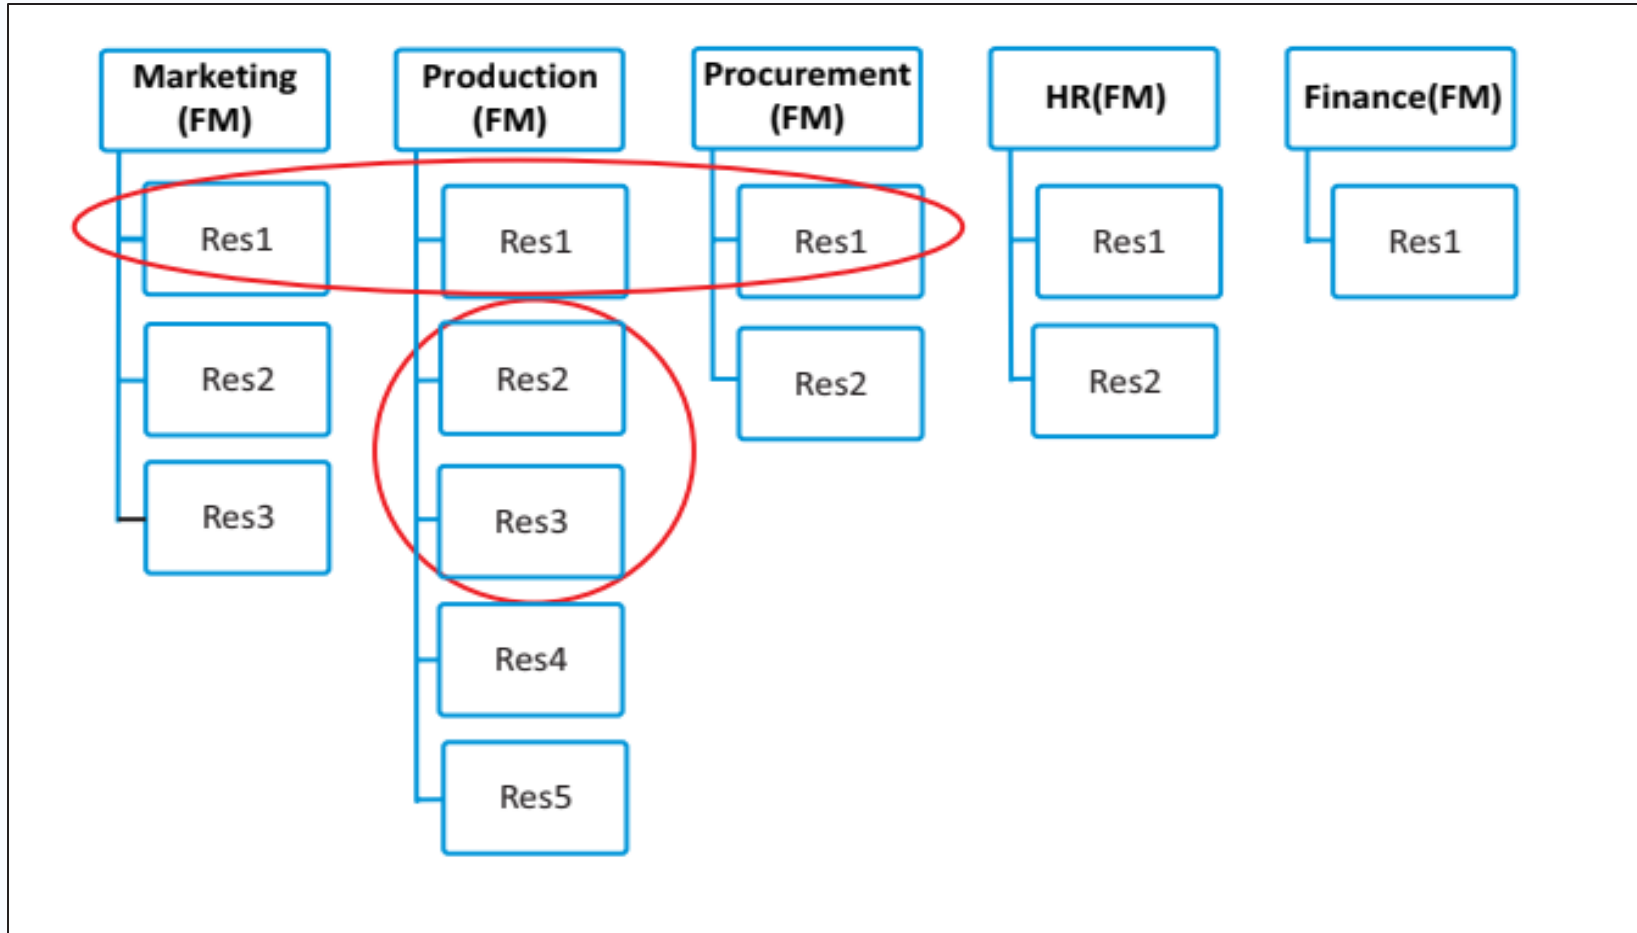 Marketing
(FM)
Production
(FM)
Procurement
(FM)
HR(FM)
Finance(FM)
Res1
Res1
Res1
Res1
Res1
Res2
Res2
Res2
Res2
Res3
Res3
Res4
Res5